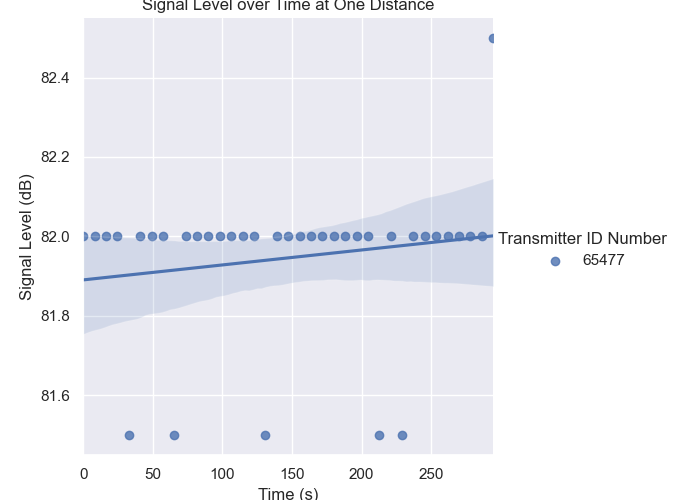 Signal Level over Time at One Distance
82.4
82.2
82.0
81.8
81.6
Signal Level (dB)
0 50 100 150 200 250
Time (s)
Transmitter ID Number
65477